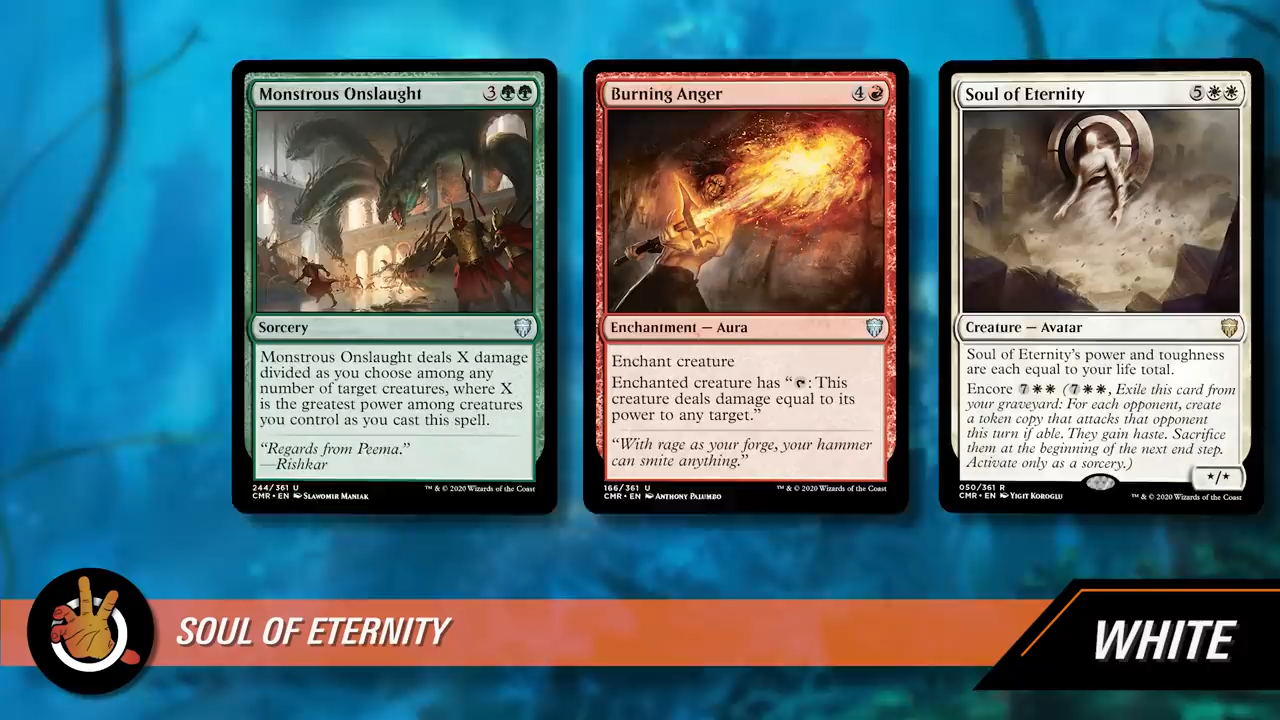 Monstrous Onslaught 3
Sorcery
Monstrous Onslaught deals X damage
divided as you choose among any
number of target creatures, where X
is the greatest power among creatures
you control as you cast this spell.
"Regards from Peema."
—Rishkar
244/361 U
CMR • EN Slawomir Maniak
™ & © 2020 Wizards of the Coast
Burning Anger 4
Enchantment — Aura
Enchant creature
Enchanted creature has “: This
creature deals damage equal to its
power to any target.”
“With rage as your forge, your hammer
can smite anything.”
166/361 U
CMR • EN Anthony Palumbo
™ & © 2020 Wizards of the Coast
Soul of Eternity 5
Creature — Avatar
Soul of Eternity's power and toughness
are each equal to your life total.
Encore 7 (7, Exile this card from
your graveyard: For each opponent, create
a token copy that attacks that opponent
this turn if able. They gain haste. Sacrifice
them at the beginning of the next end step.
Activate only as a sorcery.)
*/*
050/361 R
CMR • EN Yigit Koroglu
™ & © 2020 Wizards of the Coast
SOUL OF ETERNITY
WHITE